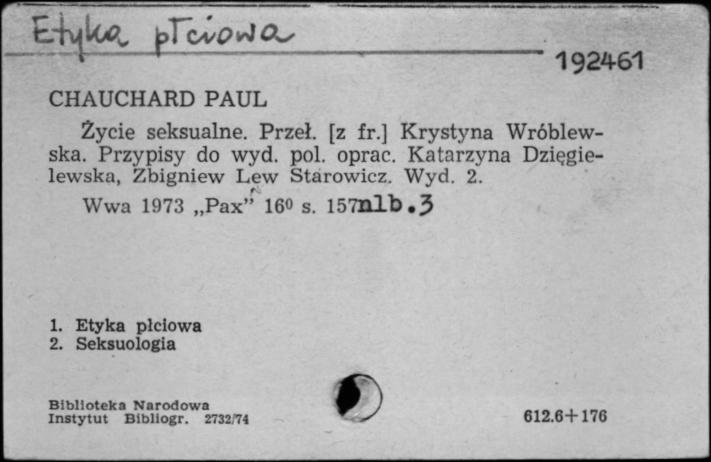 Etyka płciowa
192461
CHAUCHARD PAUL
Życie seksualne. Przeł. [z fr.] Krystyna Wróblew-
ska. Przypisy do wyd. pol. oprac. Katarzyna Dzięgie-
lewska, Zbigniew Lew Starowicz. Wyd. 2.
Wwa 1973 „Pax” 16⁰ s. 157nlb.3
1. Etyka płciowa
2. Seksuologia
Biblioteka Narodowa
Instytut Bibliogr. 2732/74
612.6+176